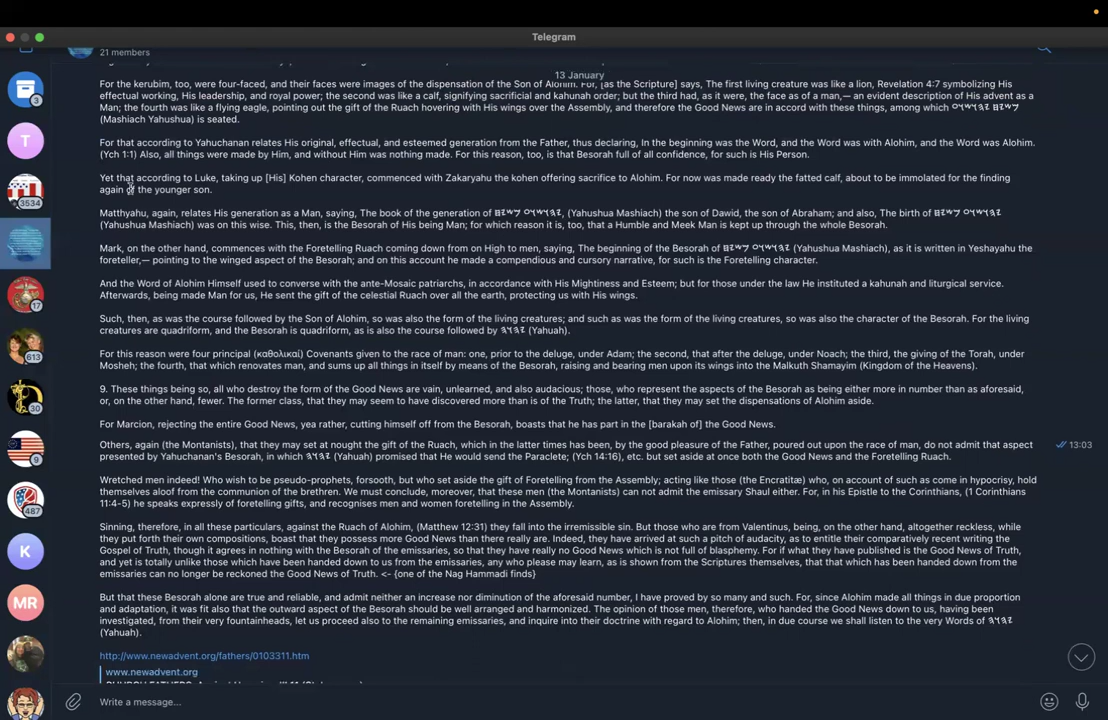 Telegram
21 members
13 January
For the kerubim, too, were four-faced, and their faces were images of the dispensation of the Son of Alohim. For, [as the Scripture] says, The first living creature was like a lion, Revelation 4:7 symbolizing His
effectual working, His leadership, and royal power; the second was like a calf, signifying sacrificial and kahunah order; but the third had, as it were, the face as of a man,— an evident description of His advent as a
Man; the fourth was like a flying eagle, pointing out the gift of the Ruach hovering with His wings over the Assembly, and therefore the Good News are in accord with these things, among which
(Mashiach Yahushua) is seated.
For that according to Yahuchanan relates His original, effectual, and esteemed generation from the Father, thus declaring, In the beginning was the Word, and the Word was with Alohim, and the Word was Alohim.
(Ych 1:1) Also, all things were made by Him, and without Him was nothing made. For this reason, too, is that Besorah full of all confidence, for such is His Person.
Yet that according to Luke, taking up [His] Kohen character, commenced with Zakaryahu the kohen offering sacrifice to Alohim. For now was made ready the fatted calf, about to be immolated for the finding
again of the younger son.
Matthyahu, again, relates His generation as a Man, saying, The book of the generation of (Yahushua Mashiach) the son of Dawid, the son of Abraham; and also, The birth of
(Yahushua Mashiach) was on this wise. This, then, is the Besorah of His being Man; for which reason it is, too, that a Humble and Meek Man is kept up through the whole Besorah.
Mark, on the other hand, commences with the Foretelling Ruach coming down from on High to men, saying, The beginning of the Besorah of (Yahushua Mashiach), as it is written in Yeshayahu the
foreteller,— pointing to the winged aspect of the Besorah; and on this account he made a compendious and cursory narrative, for such is the Foretelling character.
And the Word of Alohim Himself used to converse with the ante-Mosaic patriarchs, in accordance with His Mightiness and Esteem; but for those under the law He instituted a kahunah and liturgical service.
Afterwards, being made Man for us, He sent the gift of the celestial Ruach over all the earth, protecting us with His wings.
Such, then, as was the course followed by the Son of Alohim, so was also the form of the living creatures; and such as was the form of the living creatures, so was also the character of the Besorah. For the living
creatures are quadriform, and the Besorah is quadriform, as is also the course followed by 𐤉𐤄𐤅𐤄 (Yahuah).
For this reason were four principal (καθολικαί) Covenants given to the race of man: one, prior to the deluge, under Adam; the second, that after the deluge, under Noach; the third, the giving of the Torah, under
Mosheh; the fourth, that which renovates man, and sums up all things in itself by means of the Besorah, raising and bearing men upon its wings into the Malkuth Shamayim (Kingdom of the Heavens).
9. These things being so, all who destroy the form of the Good News are vain, unlearned, and also audacious; those, who represent the aspects of the Besorah as being either more in number than as aforesaid,
or, on the other hand, fewer. The former class, that they may seem to have discovered more than is of the Truth; the latter, that they may set the dispensations of Alohim aside.
For Marcion, rejecting the entire Good News, yea rather, cutting himself off from the Besorah, boasts that he has part in the [barakah of] the Good News.
Others, again (the Montanists), that they may set at nought the gift of the Ruach, which in the latter times has been, by the good pleasure of the Father, poured out upon the race of man, do not admit that aspect
13:03
presented by Yahuchanan's Besorah, in which 𐤉𐤄𐤅𐤄 (Yahuah) promised that He would send the Paraclete; (Ych 14:16), etc. but set aside at once both the Good News and the Foretelling Ruach.
Wretched men indeed! Who wish to be pseudo-prophets, forsooth, but who set aside the gift of Foretelling from the Assembly; acting like those (the Encratitæ) who, on account of such as come in hypocrisy, hold
themselves aloof from the communion of the brethren. We must conclude, moreover, that these men (the Montanists) can not admit the emissary Shaul either. For, in his Epistle to the Corinthians, (1 Corinthians
11:4-5) he speaks expressly of foretelling gifts, and recognises men and women foretelling in the Assembly.
Sinning, therefore, in all these particulars, against the Ruach of Alohim, (Matthew 12:31) they fall into the irremissible sin. But those who are from Valentinus, being, on the other hand, altogether reckless, while
they put forth their own compositions, boast that they possess more Good News than there really are. Indeed, they have arrived at such a pitch of audacity, as to entitle their comparatively recent writing the
Gospel of Truth, though it agrees in nothing with the Besorah of the emissaries, so that they have really no Good News which is not full of blasphemy. For if what they have published is the Good News of Truth,
and yet is totally unlike those which have been handed down to us from the emissaries, any who please may learn, as is shown from the Scriptures themselves, that that which has been handed down from the
emissaries can no longer be reckoned the Good News of Truth. <- {one of the Nag Hammadi finds}
But that these Besorah alone are true and reliable, and admit neither an increase nor diminution of the aforesaid number, I have proved by so many and such. For, since Alohim made all things in due proportion
and adaptation, it was fit also that the outward aspect of the Besorah should be well arranged and harmonized. The opinion of those men, therefore, who handed the Good News down to us, having been
investigated, from their very fountainheads, let us proceed also to the remaining emissaries, and inquire into their doctrine with regard to Alohim; then, in due course we shall listen to the very Words of 𐤉𐤄𐤅𐤄
(Yahuah).
http://www.newadvent.org/fathers/0103311.htm
www.newadvent.org
Write a message...
3
T
3534
17
613
30
9
487
K
MR